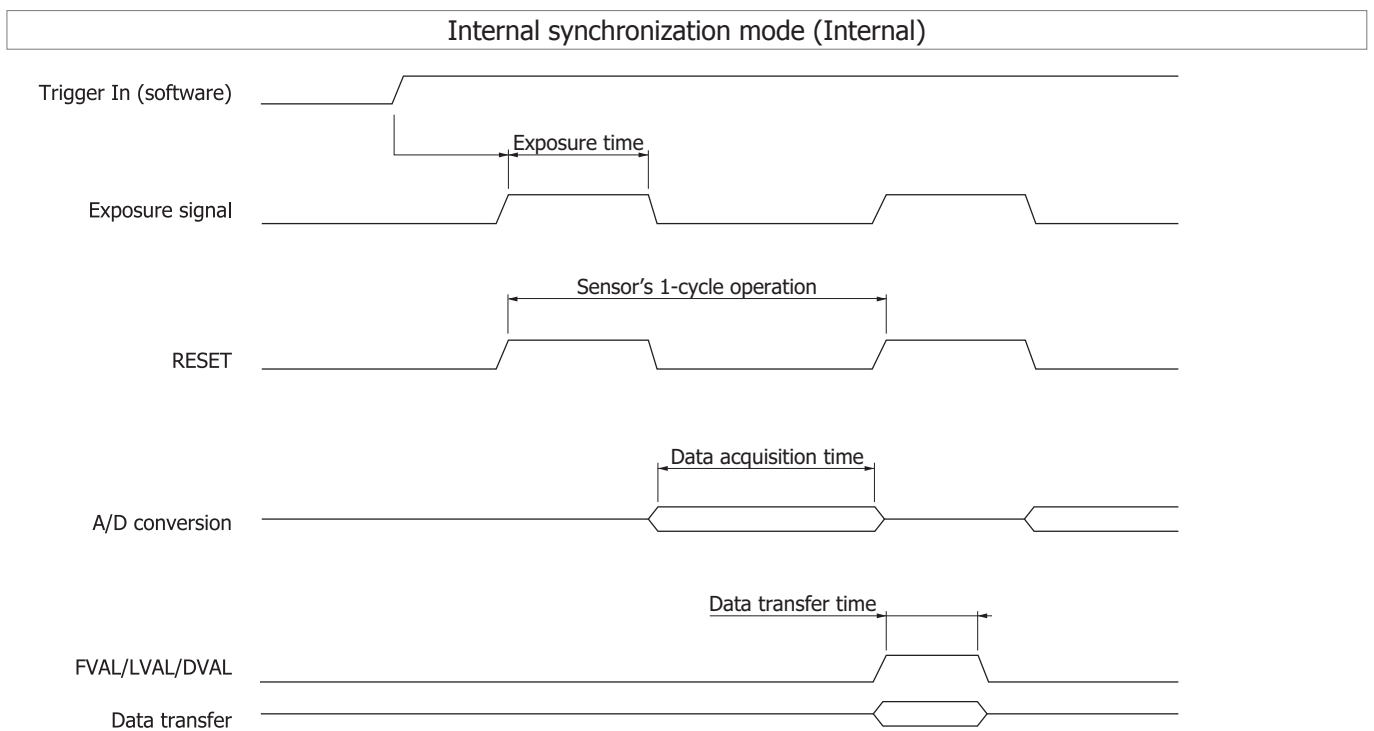 Internal synchronization mode (Internal)
Trigger In (software)
Exposure time
Exposure signal
Sensor’s 1-cycle operation
RESET
Data acquisition time
A/D conversion
Data transfer time
FVAL/LVAL/DVAL
Data transfer